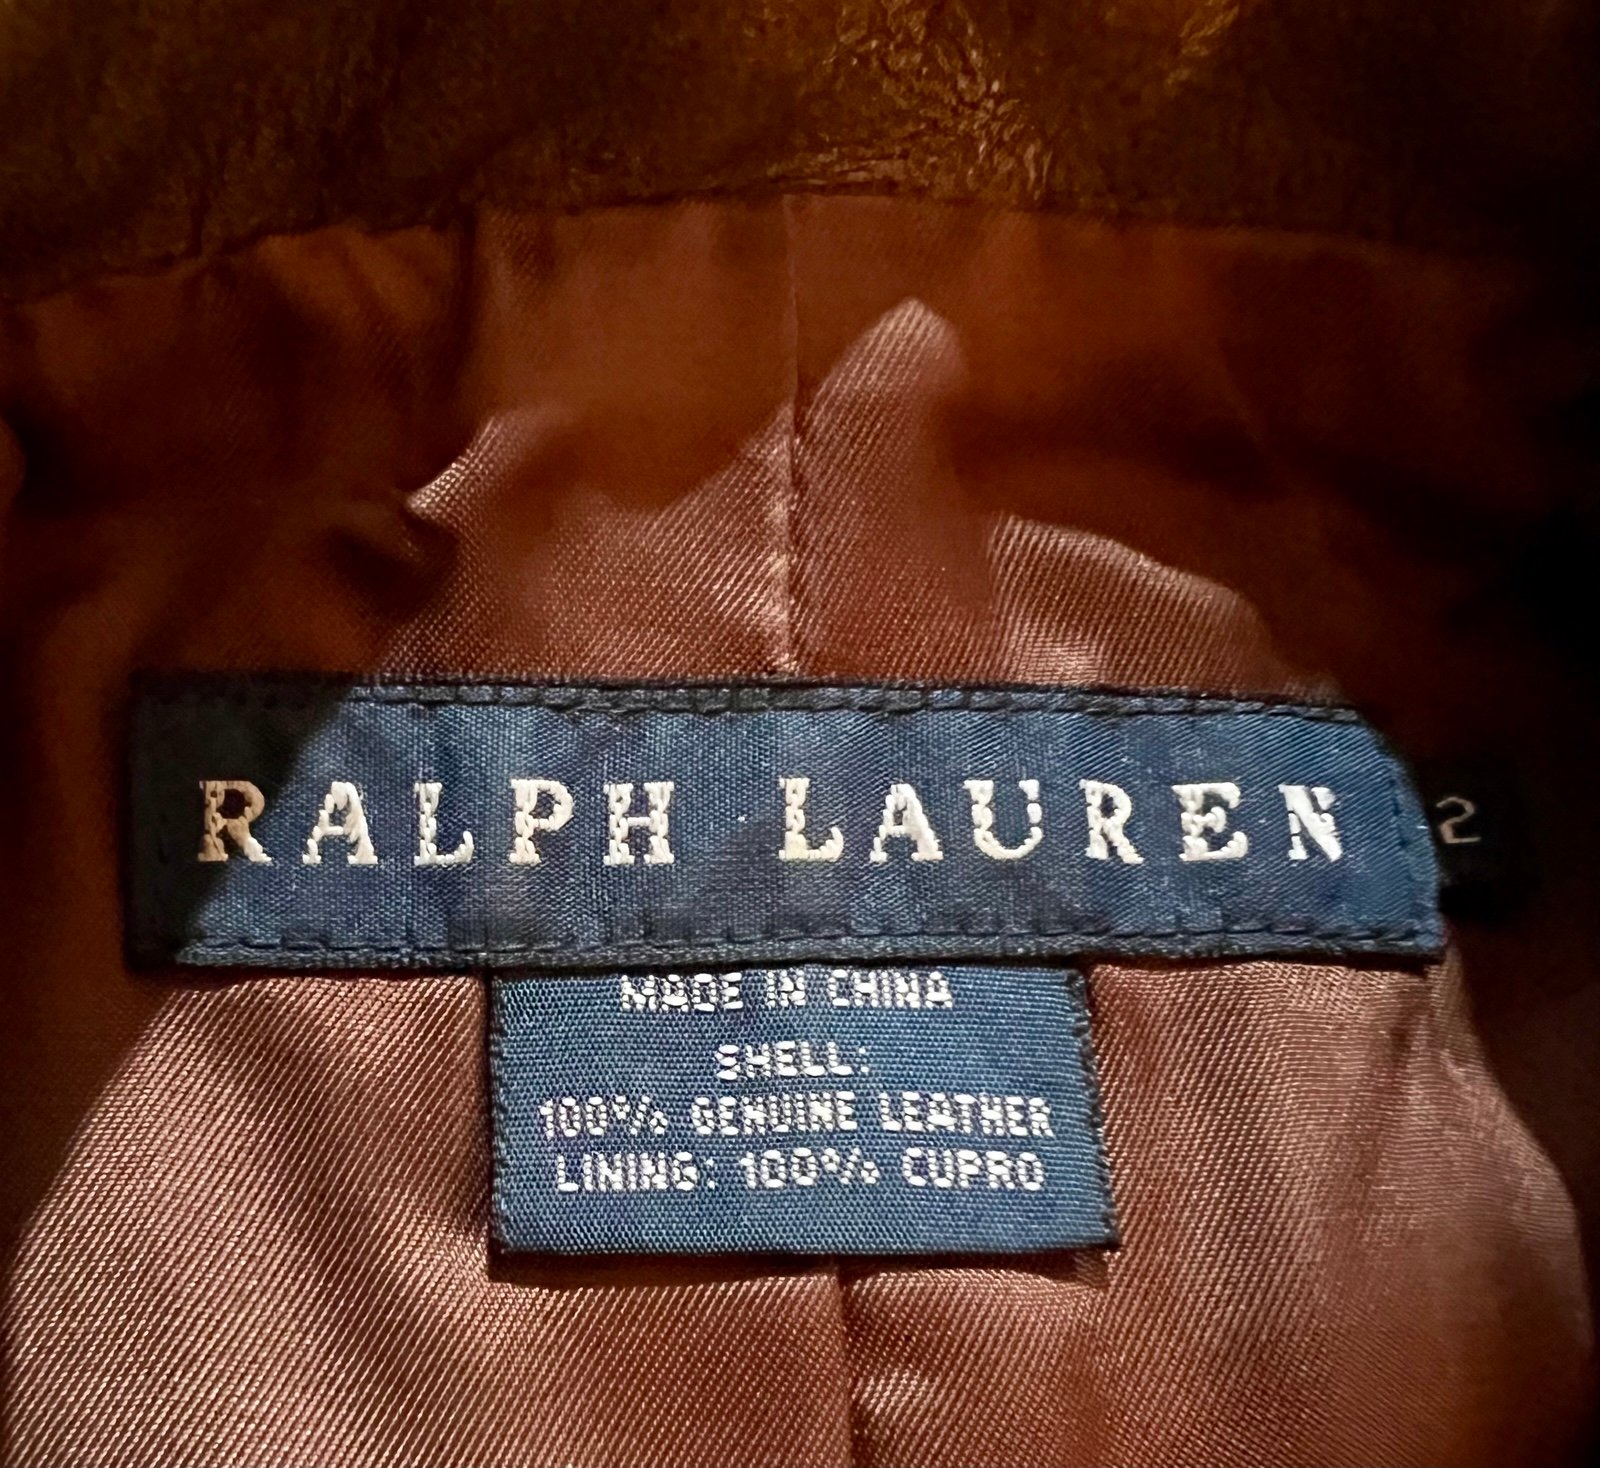 RALPH LAUREN
2
MADE IN CHINA
SHELL:
100% GENUINE LEATHER
LINING: 100% CUPRO